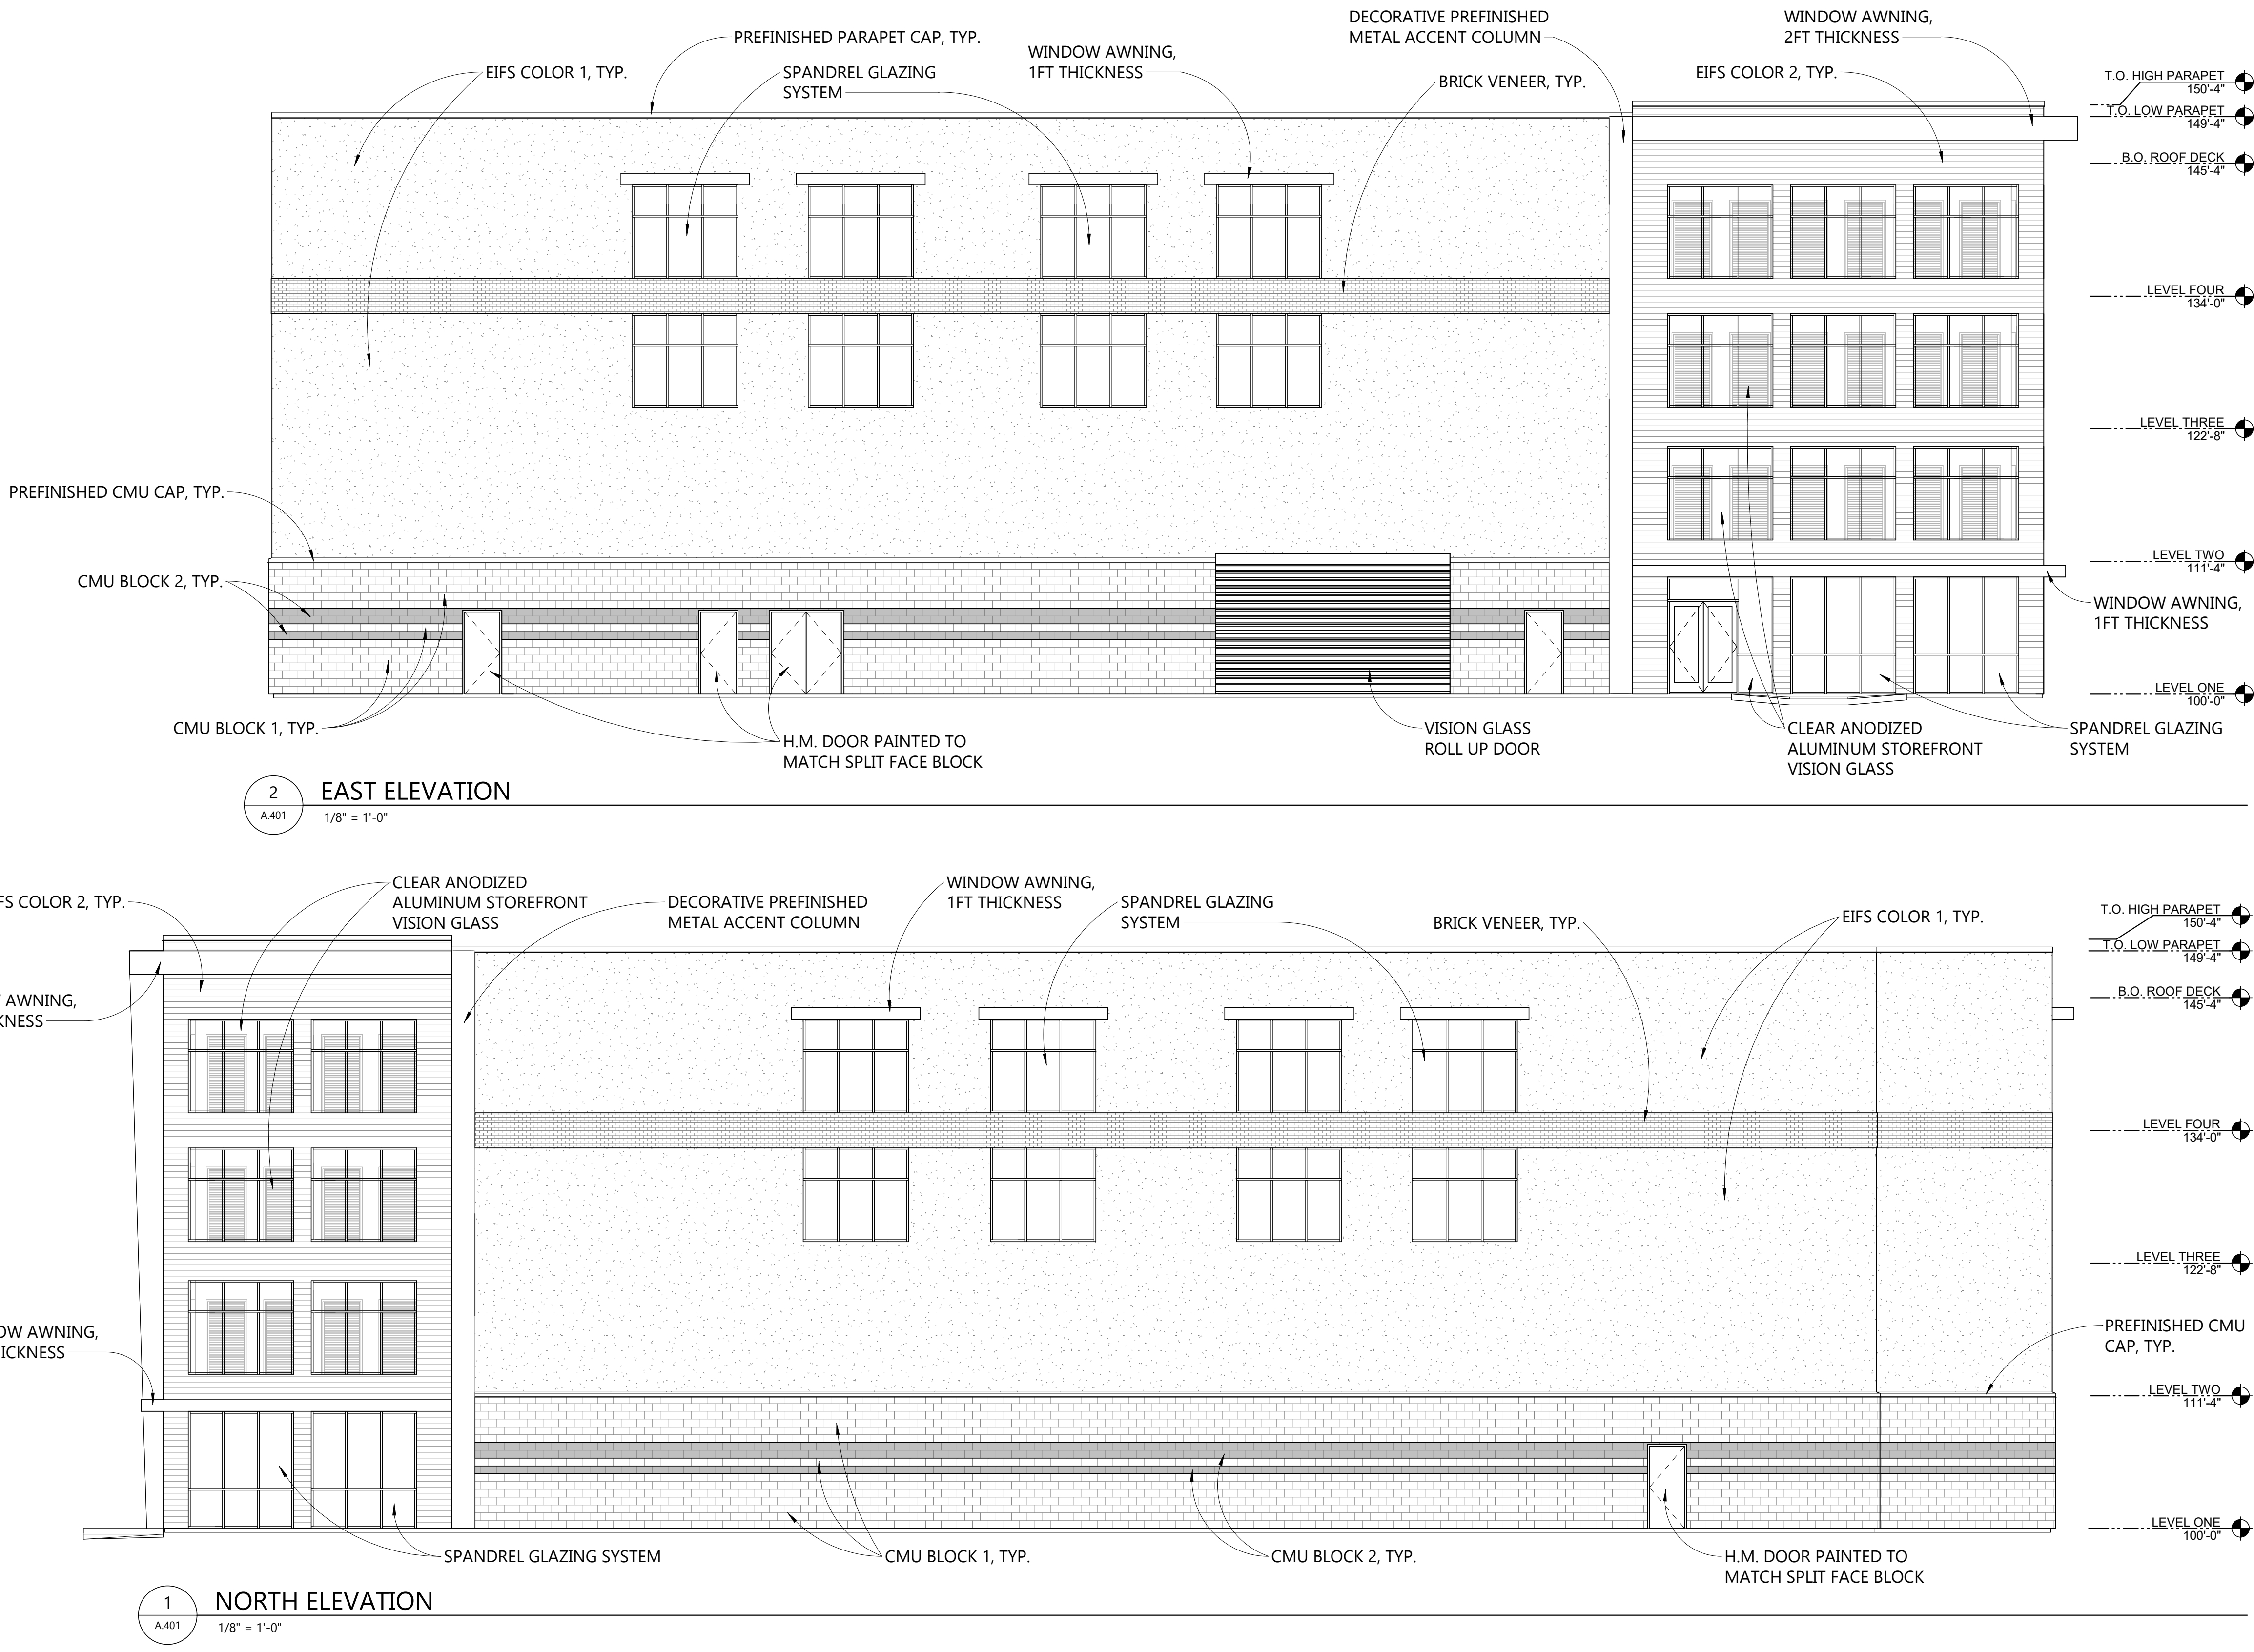 DECORATIVE PREFINISHED
METAL ACCENT COLUMN
WINDOW AWNING,
2FT THICKNESS
PREFINISHED PARAPET CAP, TYP.
WINDOW AWNING,
1FT THICKNESS
EIFS COLOR 1, TYP.
SPANDREL GLAZING
SYSTEM
BRICK VENEER, TYP.
EIFS COLOR 2, TYP.
T.O. HIGH PARAPET
150'-4"
T.O. LOW PARAPET
149'-4"
B.O. ROOF DECK
145'-4"
LEVEL FOUR
134'-0"
LEVEL THREE
122'-8"
PREFINISHED CMU CAP, TYP.
LEVEL TWO
111'-4"
CMU BLOCK 2, TYP.
WINDOW AWNING,
1FT THICKNESS
LEVEL ONE
100'-0"
CMU BLOCK 1, TYP.
H.M. DOOR PAINTED TO
MATCH SPLIT FACE BLOCK
VISION GLASS
ROLL UP DOOR
CLEAR ANODIZED
ALUMINUM STOREFRONT
VISION GLASS
SPANDREL GLAZING
SYSTEM
2
A.401
EAST ELEVATION
1/8" = 1'-0"
FS COLOR 2, TYP.
CLEAR ANODIZED
ALUMINUM STOREFRONT
VISION GLASS
DECORATIVE PREFINISHED
METAL ACCENT COLUMN
WINDOW AWNING,
1FT THICKNESS
SPANDREL GLAZING
SYSTEM
BRICK VENEER, TYP.
EIFS COLOR 1, TYP.
T.O. HIGH PARAPET
150'-4"
T.O. LOW PARAPET
149'-4"
B.O. ROOF DECK
145'-4"
AWNING,
KNESS
LEVEL FOUR
134'-0"
LEVEL THREE
122'-8"
OW AWNING,
ICKNESS
PREFINISHED CMU
CAP, TYP.
LEVEL TWO
111'-4"
LEVEL ONE
100'-0"
SPANDREL GLAZING SYSTEM
CMU BLOCK 1, TYP.
CMU BLOCK 2, TYP.
H.M. DOOR PAINTED TO
MATCH SPLIT FACE BLOCK
1
A.401
NORTH ELEVATION
1/8" = 1'-0"